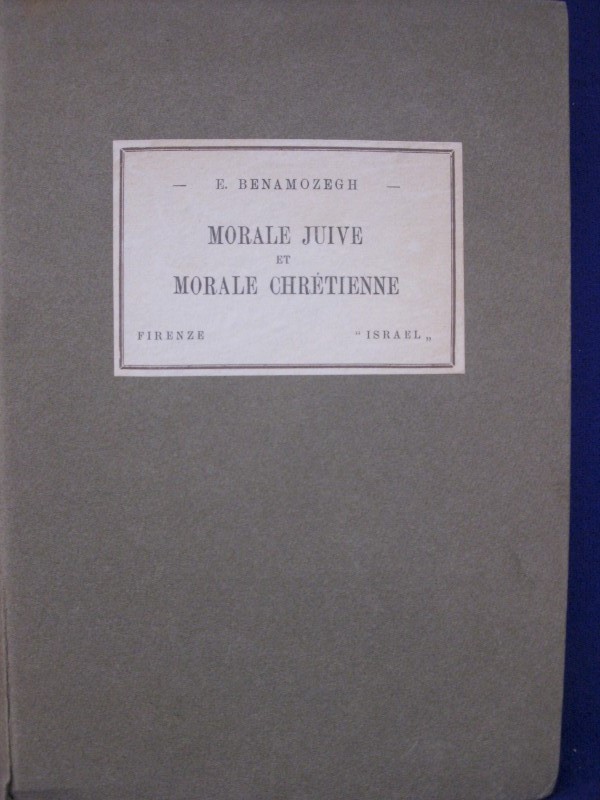 — E. BENAMOZEGH —
MORALE JUIVE
ET
MORALE CHRÉTIENNE
FIRENZE "ISRAEL„